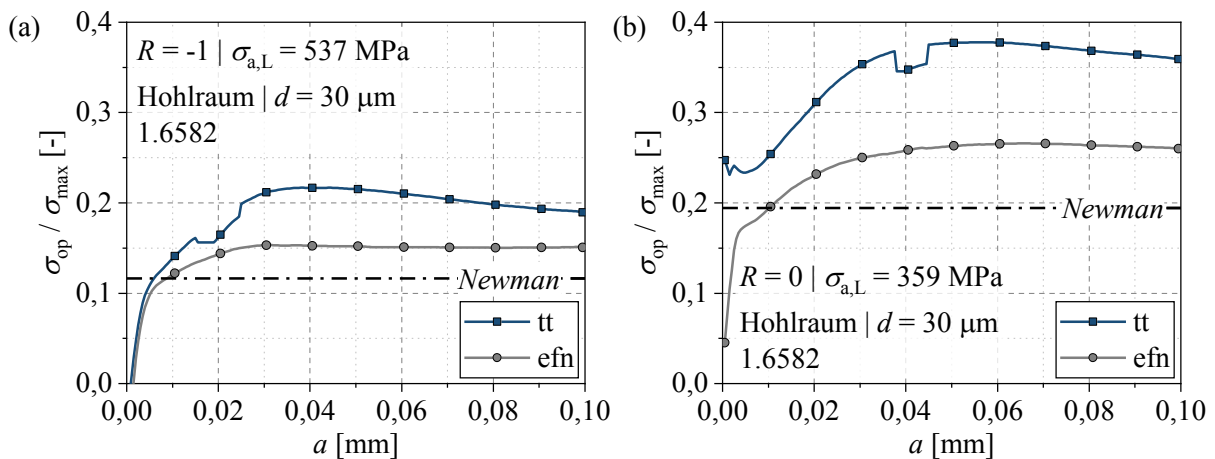 (a)
0,4
0,3
0,2
0,1
0,0
σop / σmax [-]
R = -1 | σa,L = 537 MPa
Hohlraum | d = 30 μm
1.6582
Newman
tt
efn
0,00 0,02 0,04 0,06 0,08 0,10
a [mm]
(b)
0,4
0,3
0,2
0,1
0,0
σop / σmax [-]
Newman
R = 0 | σa,L = 359 MPa
Hohlraum | d = 30 μm
1.6582
tt
efn
0,00 0,02 0,04 0,06 0,08 0,10
a [mm]